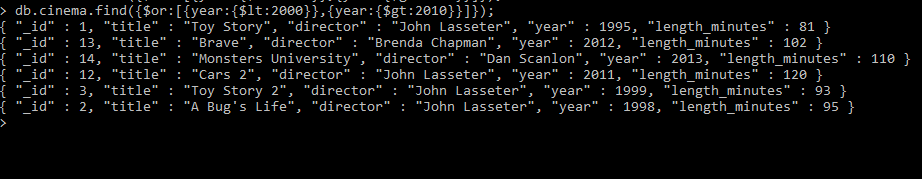 > db.cinema.find({$or:[{year:{$lt:2000}},{year:{$gt:2010}}]});
{ "_id" : 1, "title" : "Toy Story", "director" : "John Lasseter", "year" : 1995, "length_minutes" : 81 }
{ "_id" : 13, "title" : "Brave", "director" : "Brenda Chapman", "year" : 2012, "length_minutes" : 102 }
{ "_id" : 14, "title" : "Monsters University", "director" : "Dan Scanlon", "year" : 2013, "length_minutes" : 110 }
{ "_id" : 12, "title" : "Cars 2", "director" : "John Lasseter", "year" : 2011, "length_minutes" : 120 }
{ "_id" : 3, "title" : "Toy Story 2", "director" : "John Lasseter", "year" : 1999, "length_minutes" : 93 }
{ "_id" : 2, "title" : "A Bug's Life", "director" : "John Lasseter", "year" : 1998, "length_minutes" : 95 }
>